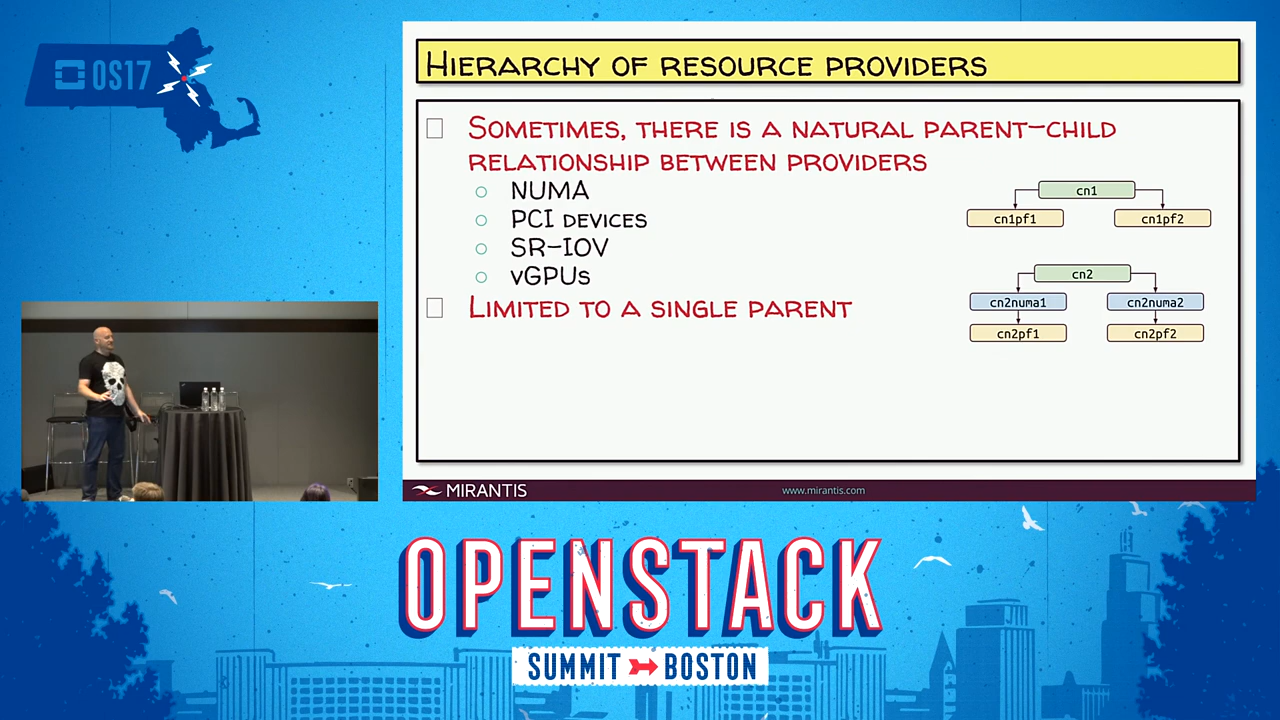 OS17
HIERARCHY OF RESOURCE PROVIDERS
SOMETIMES, THERE IS A NATURAL PARENT-CHILD
RELATIONSHIP BETWEEN PROVIDERS
NUMA
PCI DEVICES
SR-IOV
vGPUs
LIMITED TO A SINGLE PARENT
cn1
cn1pf1
cn1pf2
cn2
cn2numa1
cn2numa2
cn2pf1
cn2pf2
MIRANTIS
www.mirantis.com
OPENSTACK
SUMMIT BOSTON